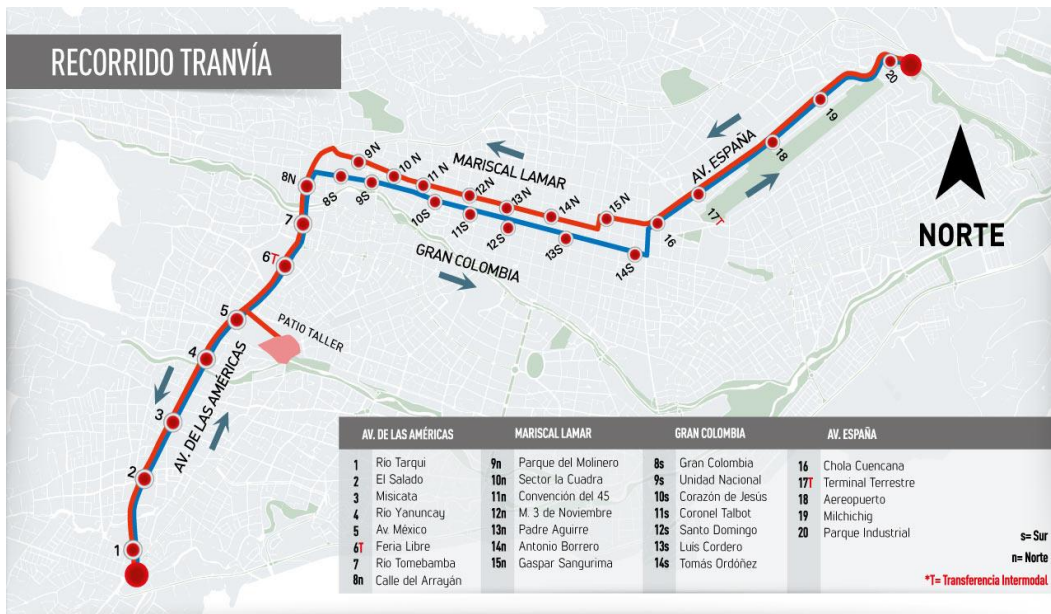 RECORRIDO TRANVÍA
20
19
AV. ESPAÑA
18
9N
MARISCAL LAMAR
10 N
8N
11 N
12N
8S
9S
13N
14N
15N
17T
16
NORTE
7
10S
11S
12S
13S
14S
GRAN COLOMBIA
6T
5
PATIO TALLER
4
AV. DE LAS AMÉRICAS
3
2
1
AV. DE LAS AMÉRICAS
1 Río Tarqui
2 El Salado
3 Misicata
4 Río Yanuncay
5 Av. México
6T Feria Libre
7 Río Tomebamba
8n Calle del Arrayán
MARISCAL LAMAR
9n Parque del Molinero
10n Sector la Cuadra
11n Convención del 45
12n M. 3 de Noviembre
13n Padre Aguirre
14n Antonio Borrero
15n Gaspar Sangurima
GRAN COLOMBIA
8s Gran Colombia
9s Unidad Nacional
10s Corazón de Jesús
11s Coronel Talbot
12s Santo Domingo
13s Luis Cordero
14s Tomás Ordóñez
AV. ESPAÑA
16 Chola Cuencana
17T Terminal Terrestre
18 Aereopuerto
19 Milchichig
20 Parque Industrial
s= Sur
n= Norte
*T= Transferencia Intermodal